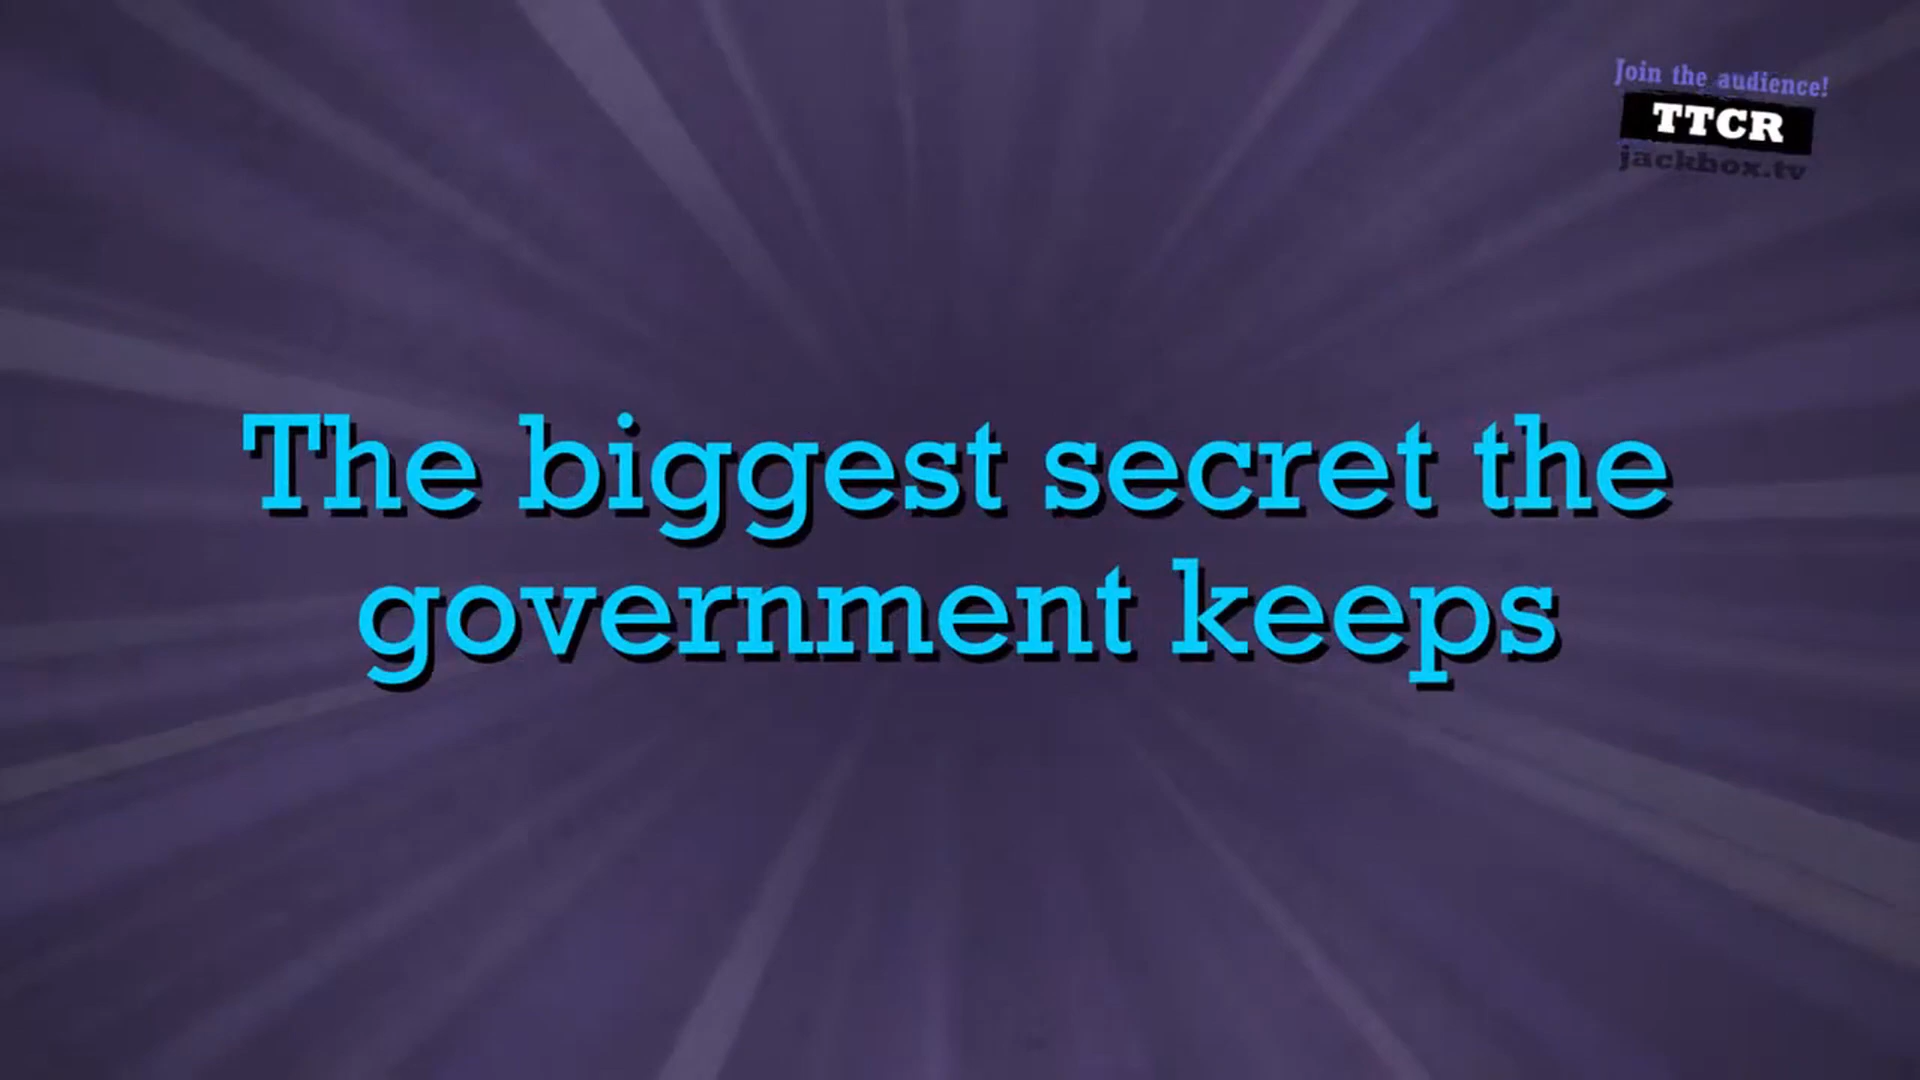 Join the audience!
TTCR
jackbox.tv
The biggest secret the
government keeps